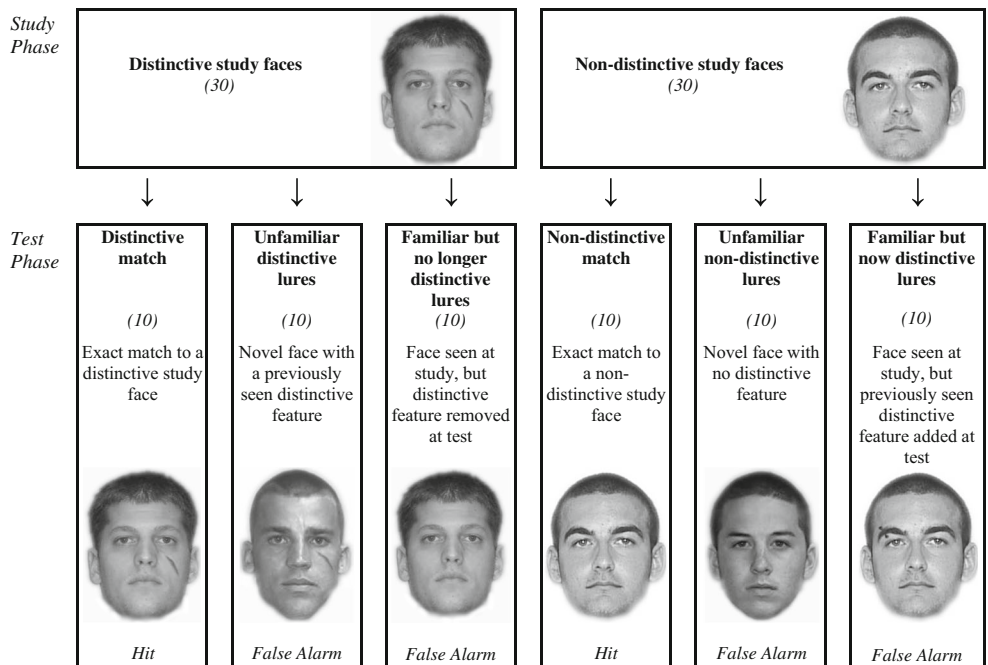 Study
Phase
Distinctive study faces
(30)
Non-distinctive study faces
(30)
Test
Phase
Distinctive
match
(10)
Exact match to a
distinctive study
face
Hit
Unfamiliar
distinctive
lures
(10)
Novel face with
a previously
seen distinctive
feature
False Alarm
Familiar but
no longer
distinctive
lures
(10)
Face seen at
study, but
distinctive
feature removed
at test
False Alarm
Non-distinctive
match
(10)
Exact match to
a non-
distinctive study
face
Hit
Unfamiliar
non-distinctive
lures
(10)
Novel face with
no distinctive
feature
False Alarm
Familiar but
now distinctive
lures
(10)
Face seen at
study, but
previously seen
distinctive
feature added at
test
False Alarm